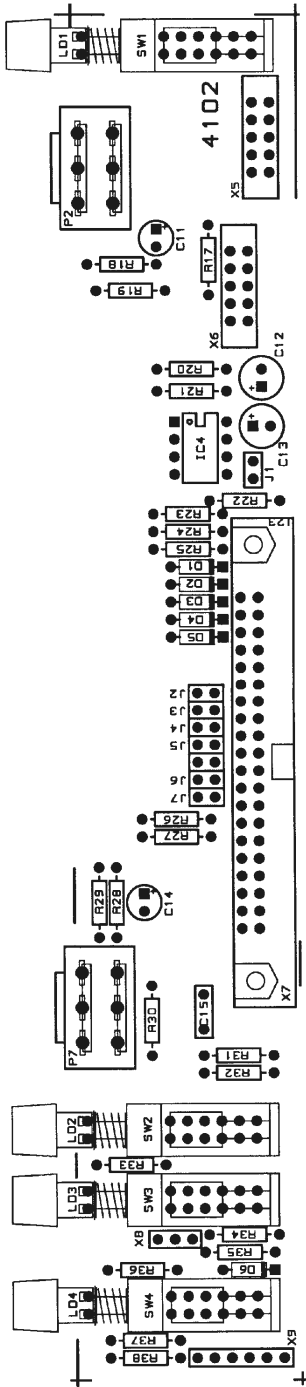 LD1
SW1
4102
X5
P2
C11
R18
R17
R19
X6
C12
R20
R21
IC4
C13
J1
R22
R23
R24
R25
J23
D1
D2
D3
D4
D5
J2
J3
J4
J5
J6
J7
R26
R27
R29
R28
C14
X7
P7
R30
C15
R31
R32
LD2
SW2
R33
LD3
SW3
X8
R34
R35
R36
D6
LD4
SW4
R37
R38
X9